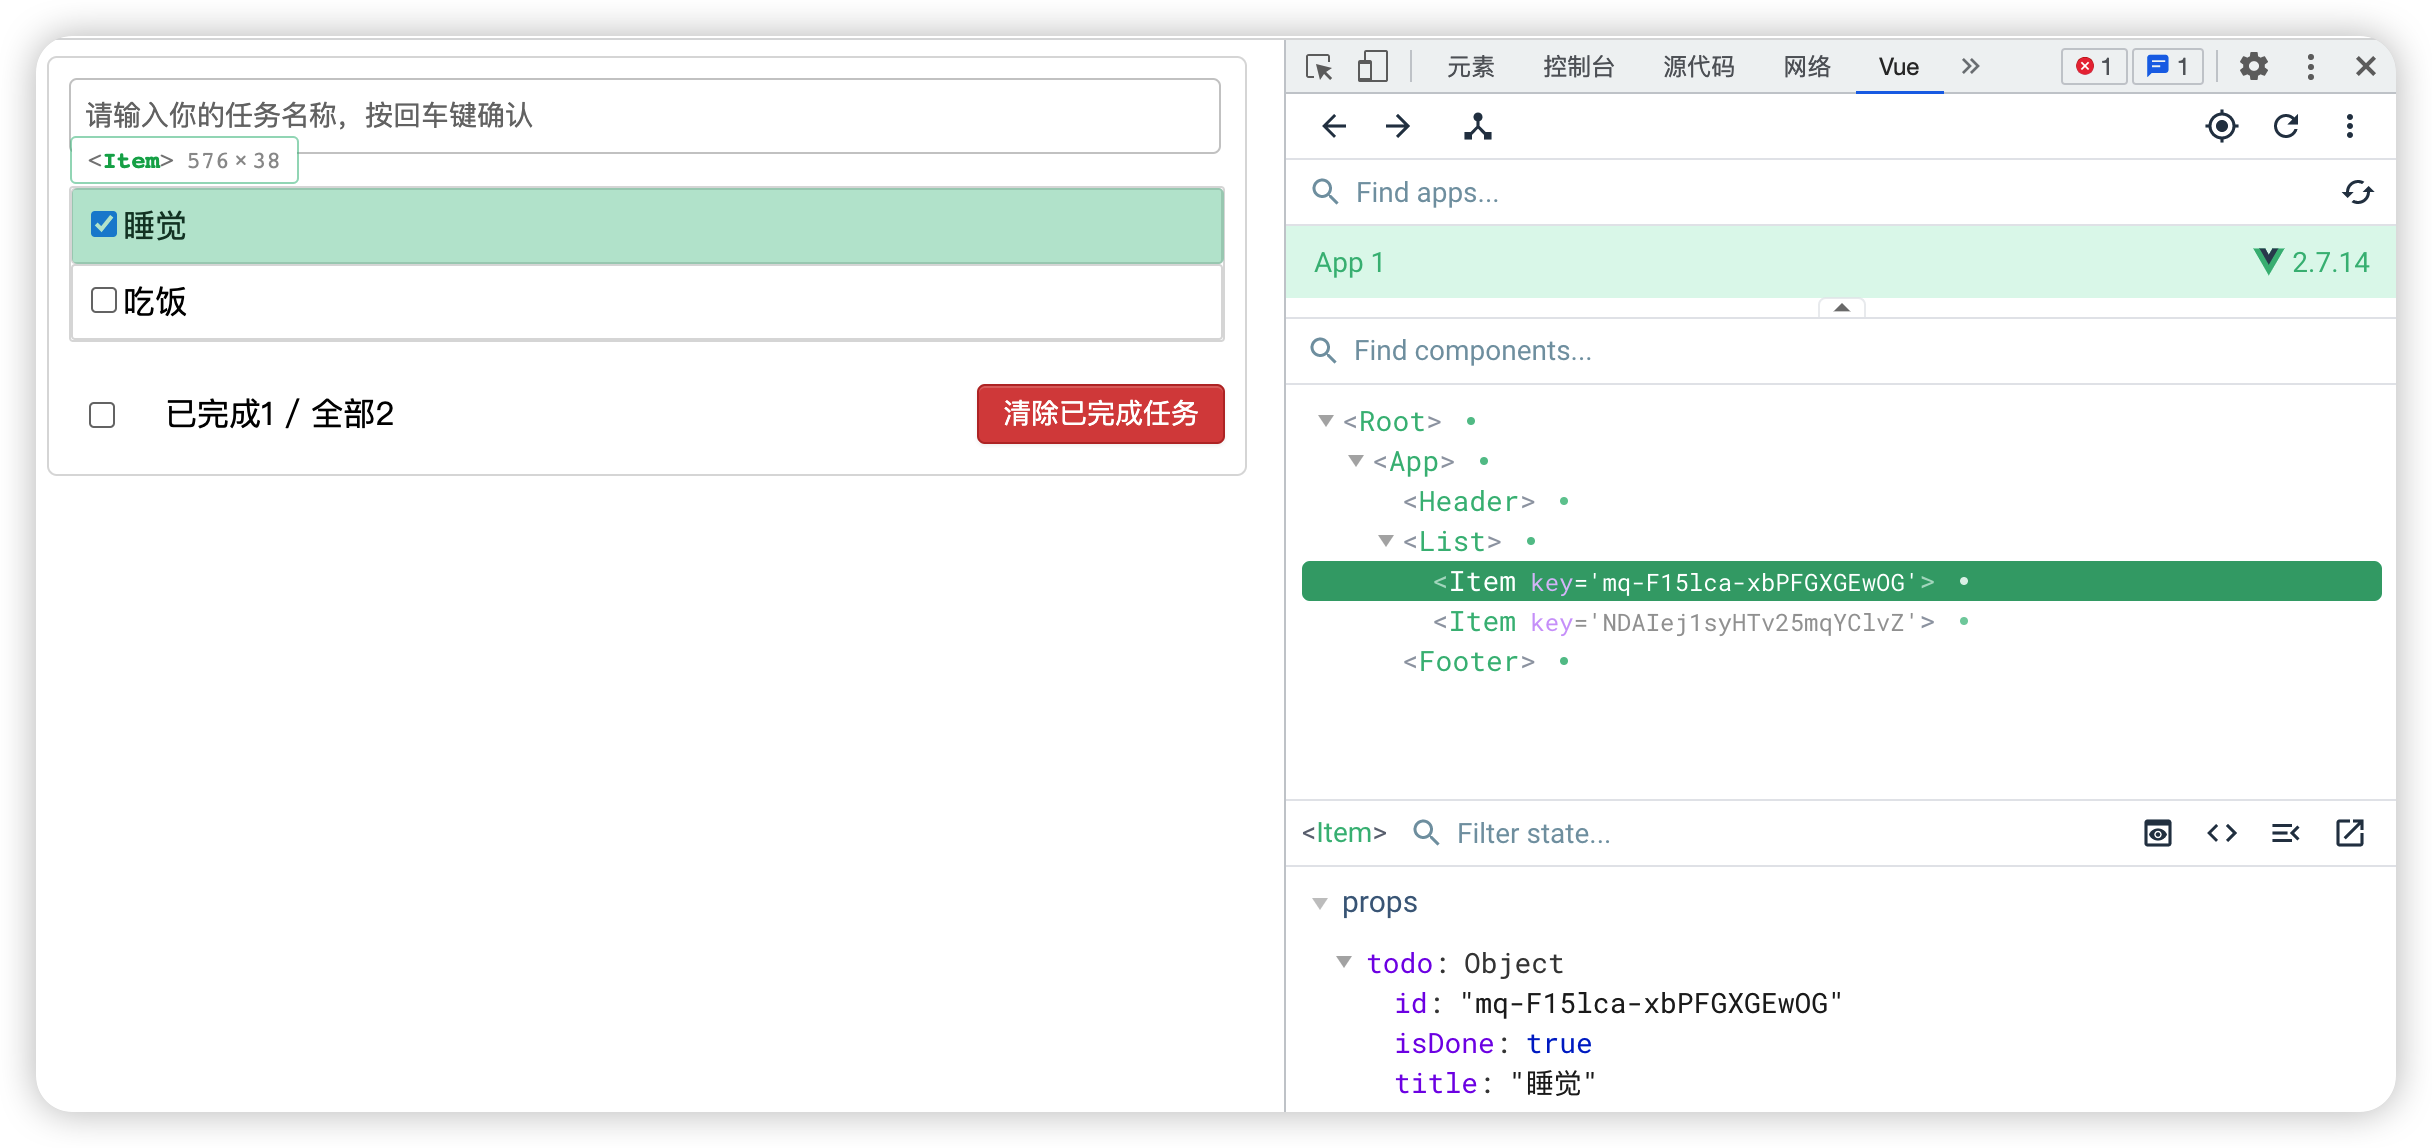 请输入你的任务名称，按回车键确认
<Item> 576 × 38
睡觉
吃饭
已完成1 / 全部2
清除已完成任务
元素 控制台 源代码 网络 Vue 1 1
Find apps...
App 1 2.7.14
Find components...
<Root>
<App>
<Header>
<List>
<Item key='mq-F15lca-xbPFGXGEwOG'>
<Item key='NDAIej1syHTv25mqYClvZ'>
<Footer>
<Item> Filter state...
props
todo: Object
id: "mq-F15lca-xbPFGXGEwOG"
isDone: true
title: "睡觉"